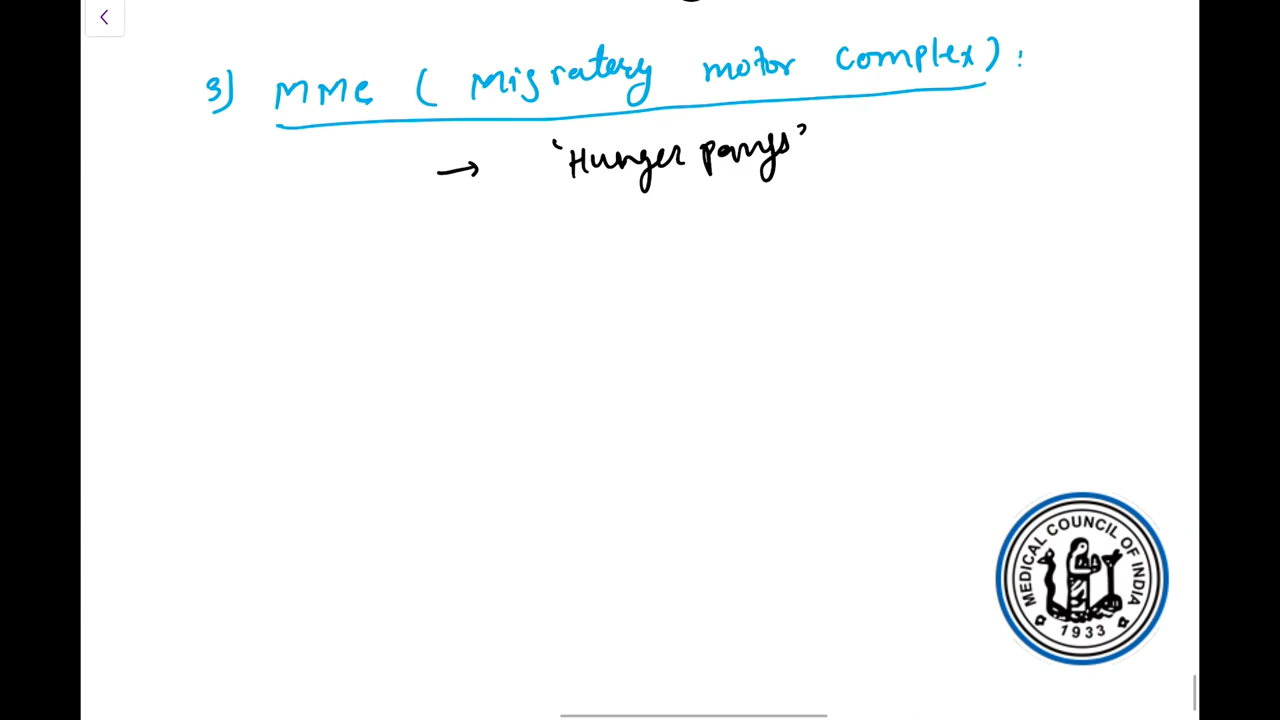 3) MMC ( Migratory motor complex) :
→ 'Hunger pangs'
MEDICAL COUNCIL OF INDIA
1933